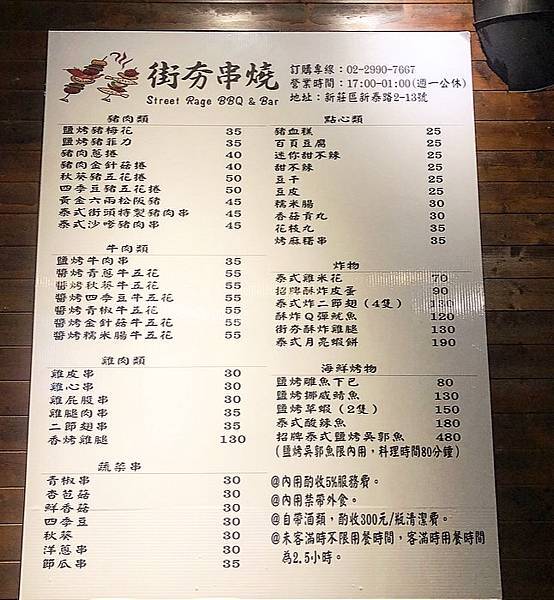 街夯串燒
Street Rage BBQ & Bar
訂購專線：02-2990-7667
營業時間：17:00-01:00(週一公休)
地址：新莊區新泰路2-13號
豬肉類
鹽烤豬梅花 35
鹽烤豬菲力 35
豬肉蔥捲 40
豬肉金針菇捲 40
秋葵豬五花捲 50
四季豆豬五花捲 50
黃金六兩松阪豬 45
泰式街頭特製豬肉串 45
泰式沙嗲豬肉串 45
牛肉類
鹽烤牛肉串 35
醬烤青蔥牛五花 55
醬烤秋葵牛五花 55
醬烤四季豆牛五花 55
醬烤青椒牛五花 55
醬烤金針菇牛五花 55
醬烤糯米腸牛五花 55
雞肉類
雞皮串 30
雞心串 30
雞屁股串 30
雞腿肉串 35
二節翅串 35
香烤雞腿 130
蔬菜串
青椒串 30
杏苞菇 30
鮮香菇 30
四季豆 30
秋葵 30
洋蔥串 30
節瓜串 35
點心類
豬血糕 25
百頁豆腐 25
迷你甜不辣 25
甜不辣 25
豆干 25
豆皮 25
糯米腸 30
香菇貢丸 30
花枝丸 35
烤麻糬串 35
炸物
泰式雞米花 70
招牌酥炸皮蛋 90
泰式炸二節翅（4隻） 130
酥炸Q彈魷魚 120
街夯酥炸雞腿 130
泰式月亮蝦餅 190
海鮮烤物
鹽烤鵰魚下巴 80
鹽烤挪威鯖魚 130
鹽烤草蝦（2隻） 150
泰式酸辣魚 180
招牌泰式鹽烤吳郭魚 480
(鹽烤吳郭魚限內用，料理時間80分鐘)
@內用酌收5%服務費。
@內用禁帶外食。
@自帶酒類，酌收300元/瓶清潔費。
@未客滿時不限用餐時間，客滿時用餐時間
為2.5小時。